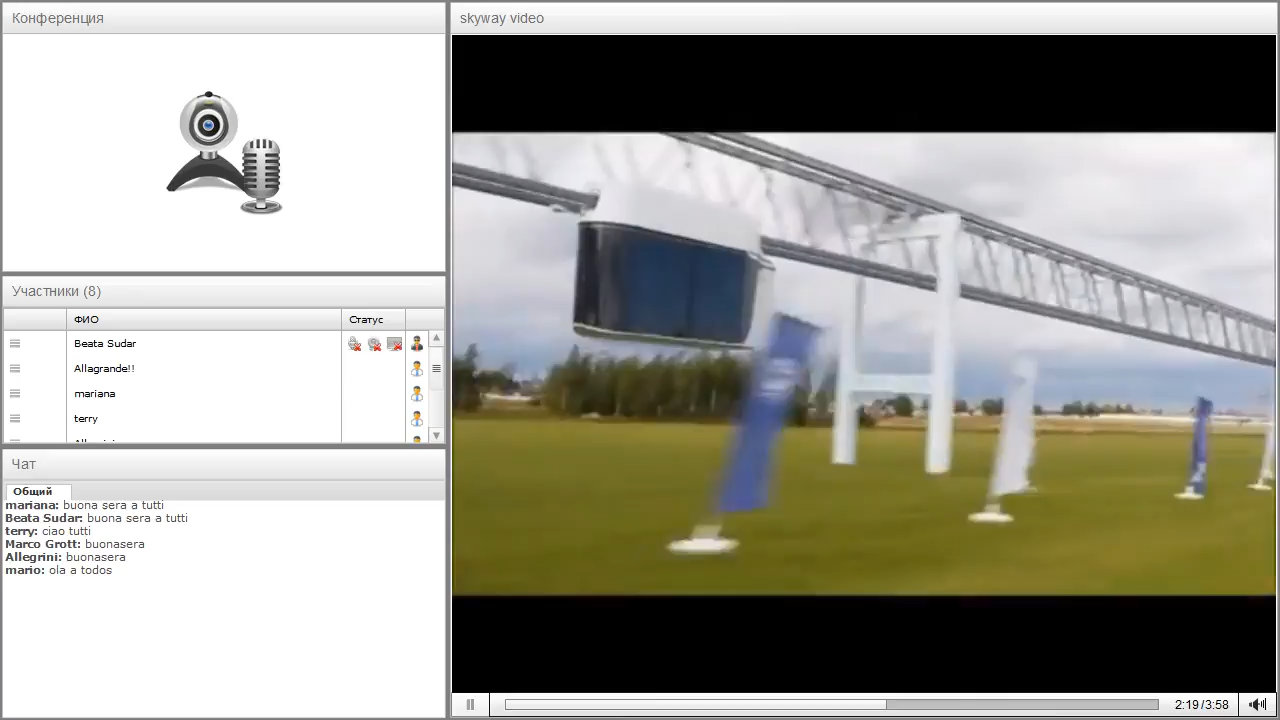 Конференция
skyway video
Участники (8)
ФИО
Статус
Beata Sudar
Allagrande!!
mariana
terry
Чат
Общий
mariana: buona sera a tutti
Beata Sudar: buona sera a tutti
terry: ciao tutti
Marco Grott: buonasera
Allegrini: buonasera
mario: ola a todos
2:19/3:58